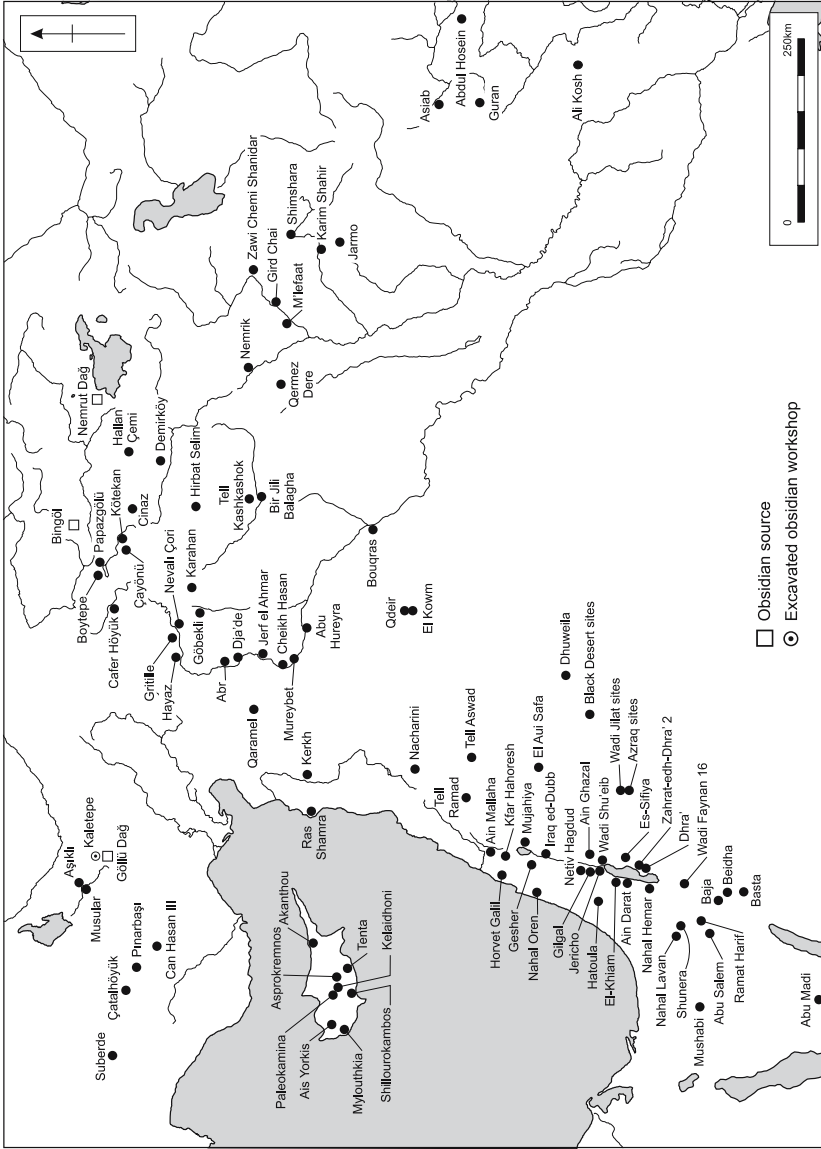 Suberde
Çatalhöyük
Pınarbaşı
Can Hasan III
Musular
Aşıklı
Kaletepe
Göllü Dağ
Boytepe
Papazgölü
Bingöl
Kötekan
Cafer Höyük
Çayönü
Cinaz
Hallan
Çemi
Nemrut Dağ
Demirköy
Gritille
Hayaz
Nevalı Çori
Göbekli
Karahan
Hirbat Selim
Abr
Dja'de
Jerf el Ahmar
Cheikh Hasan
Mureybet
Abu
Hureyra
Qaramel
Kerkh
Ras
Shamra
Tell
Kashkashok
Bir Jili
Balagha
Bouqras
Qdeir
El Kowm
Nemrik
Qermez
Dere
Zawi Chemi Shanidar
Gird Chai
M'lefaat
Shimshara
Karim Shahir
Jarmo
Asiab
Abdul Hosein
Guran
Ali Kosh
Akanthou
Asprokremnos
Paleokamina
Ais Yorkis
Mylouthkia
Shillourokambos
Kelaidhoni
Tenta
Nacharini
Tell Aswad
Tell
Ramad
Ain Mallaha
Kfar Hahoresh
Mujahiya
El Aui Safa
Iraq ed-Dubb
Dhuweila
Black Desert sites
Horvet Galil
Gesher
Nahal Oren
Netiv Hagdud
Ain Ghazal
Wadi Shu'eib
Wadi Jilat sites
Azraq sites
Gilgal
Jericho
Hatoula
El-Khiam
Ain Darat
Nahal Hemar
Es-Sifiya
Zahrat-edh-Dhra' 2
Dhra'
Wadi Faynan 16
Nahal Lavan
Shunera
Mushabi
Abu Salem
Ramat Harif
Baja
Beidha
Basta
Abu Madi
Obsidian source
Excavated obsidian workshop
0
250km